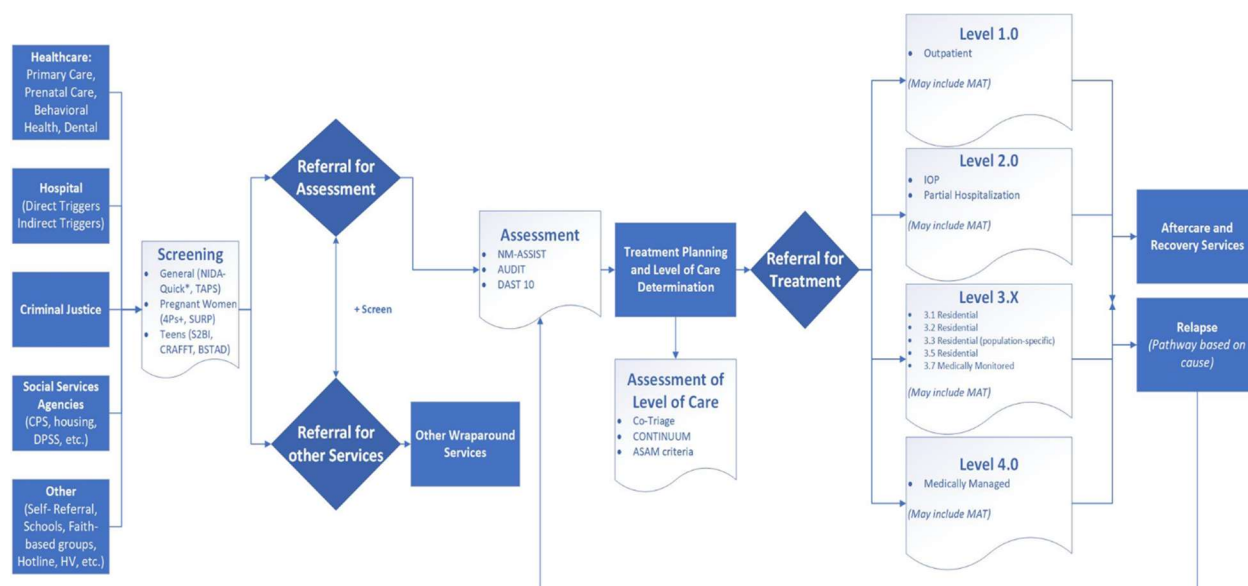 Healthcare:
Primary Care,
Prenatal Care,
Behavioral
Health, Dental
Hospital
(Direct Triggers
Indirect Triggers)
Criminal Justice
Social Services
Agencies
(CPS, housing,
DPSS, etc.)
Other
(Self- Referral,
Schools, Faith-
based groups,
Hotline, HV, etc.)
Screening
• General (NIDA-
Quick*, TAPS)
• Pregnant Women
(4Ps+, SURP)
• Teens (S2BI,
CRAFFT, BSTAD)
Referral for
Assessment
+ Screen
Referral for
other Services
Other Wraparound
Services
Assessment
• NM-ASSIST
• AUDIT
• DAST 10
Treatment Planning
and Level of Care
Determination
Assessment of
Level of Care
• Co-Triage
• CONTINUUM
• ASAM criteria
Referral for
Treatment
Level 1.0
• Outpatient
(May include MAT)
Level 2.0
• IOP
• Partial Hospitalization
(May include MAT)
Level 3.X
• 3.1 Residential
• 3.2 Residential
• 3.3 Residential (population-specific)
• 3.5 Residential
• 3.7 Medically Monitored
(May include MAT)
Level 4.0
• Medically Managed
(May include MAT)
Aftercare and
Recovery Services
Relapse
(Pathway based on
cause)